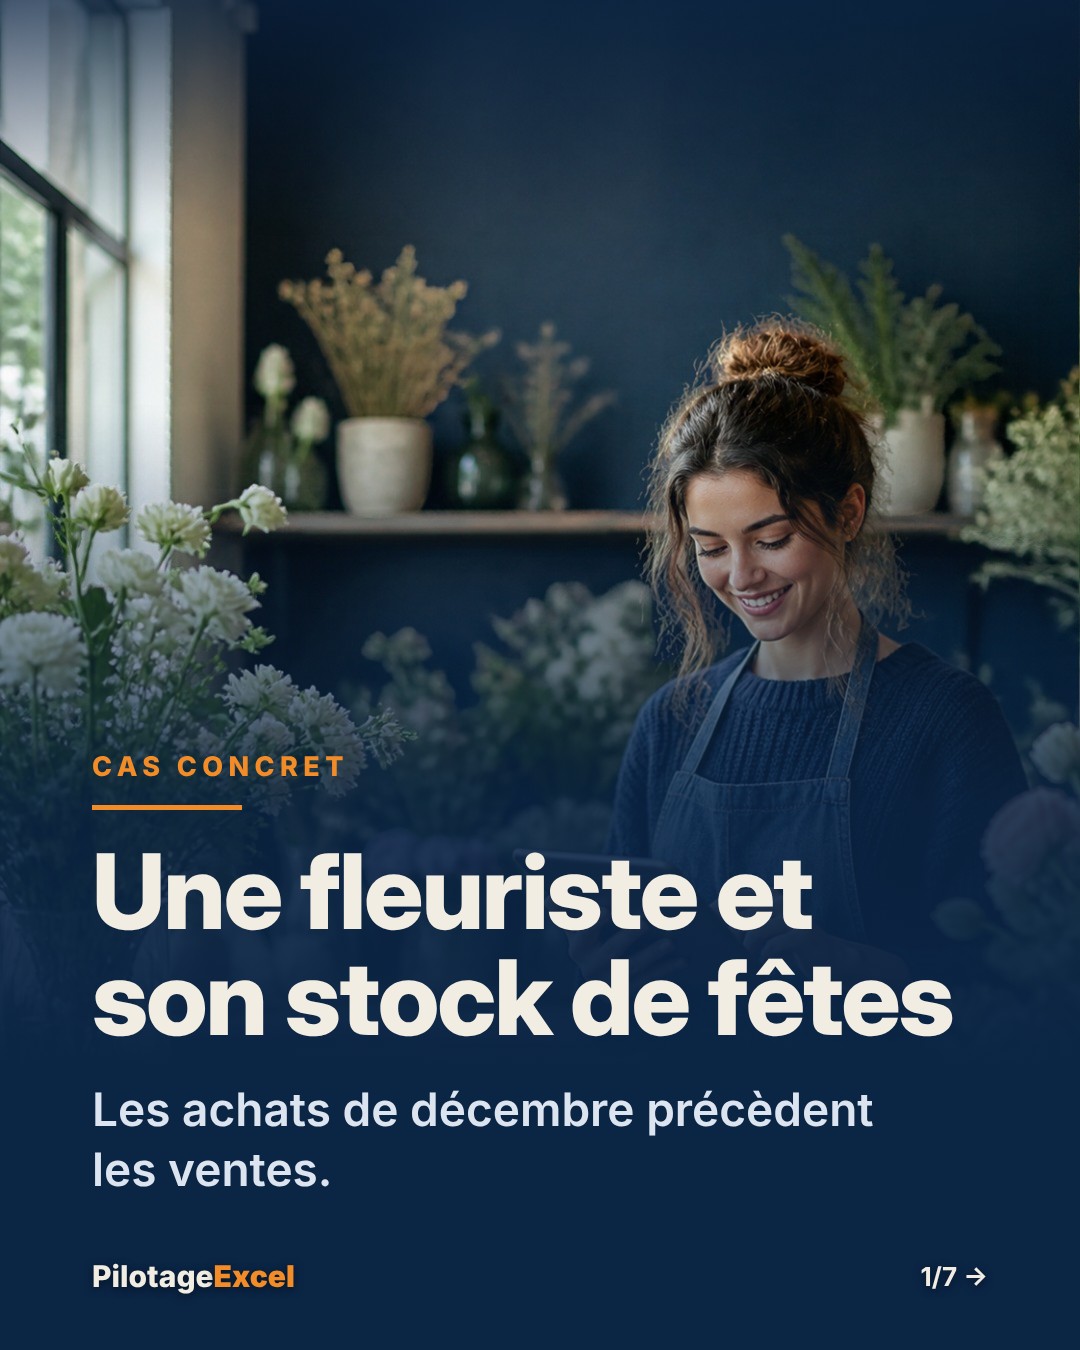 CAS CONCRET
Une fleuriste et
son stock de fêtes
Les achats de décembre précèdent
les ventes.
PilotageExcel
1/7 →